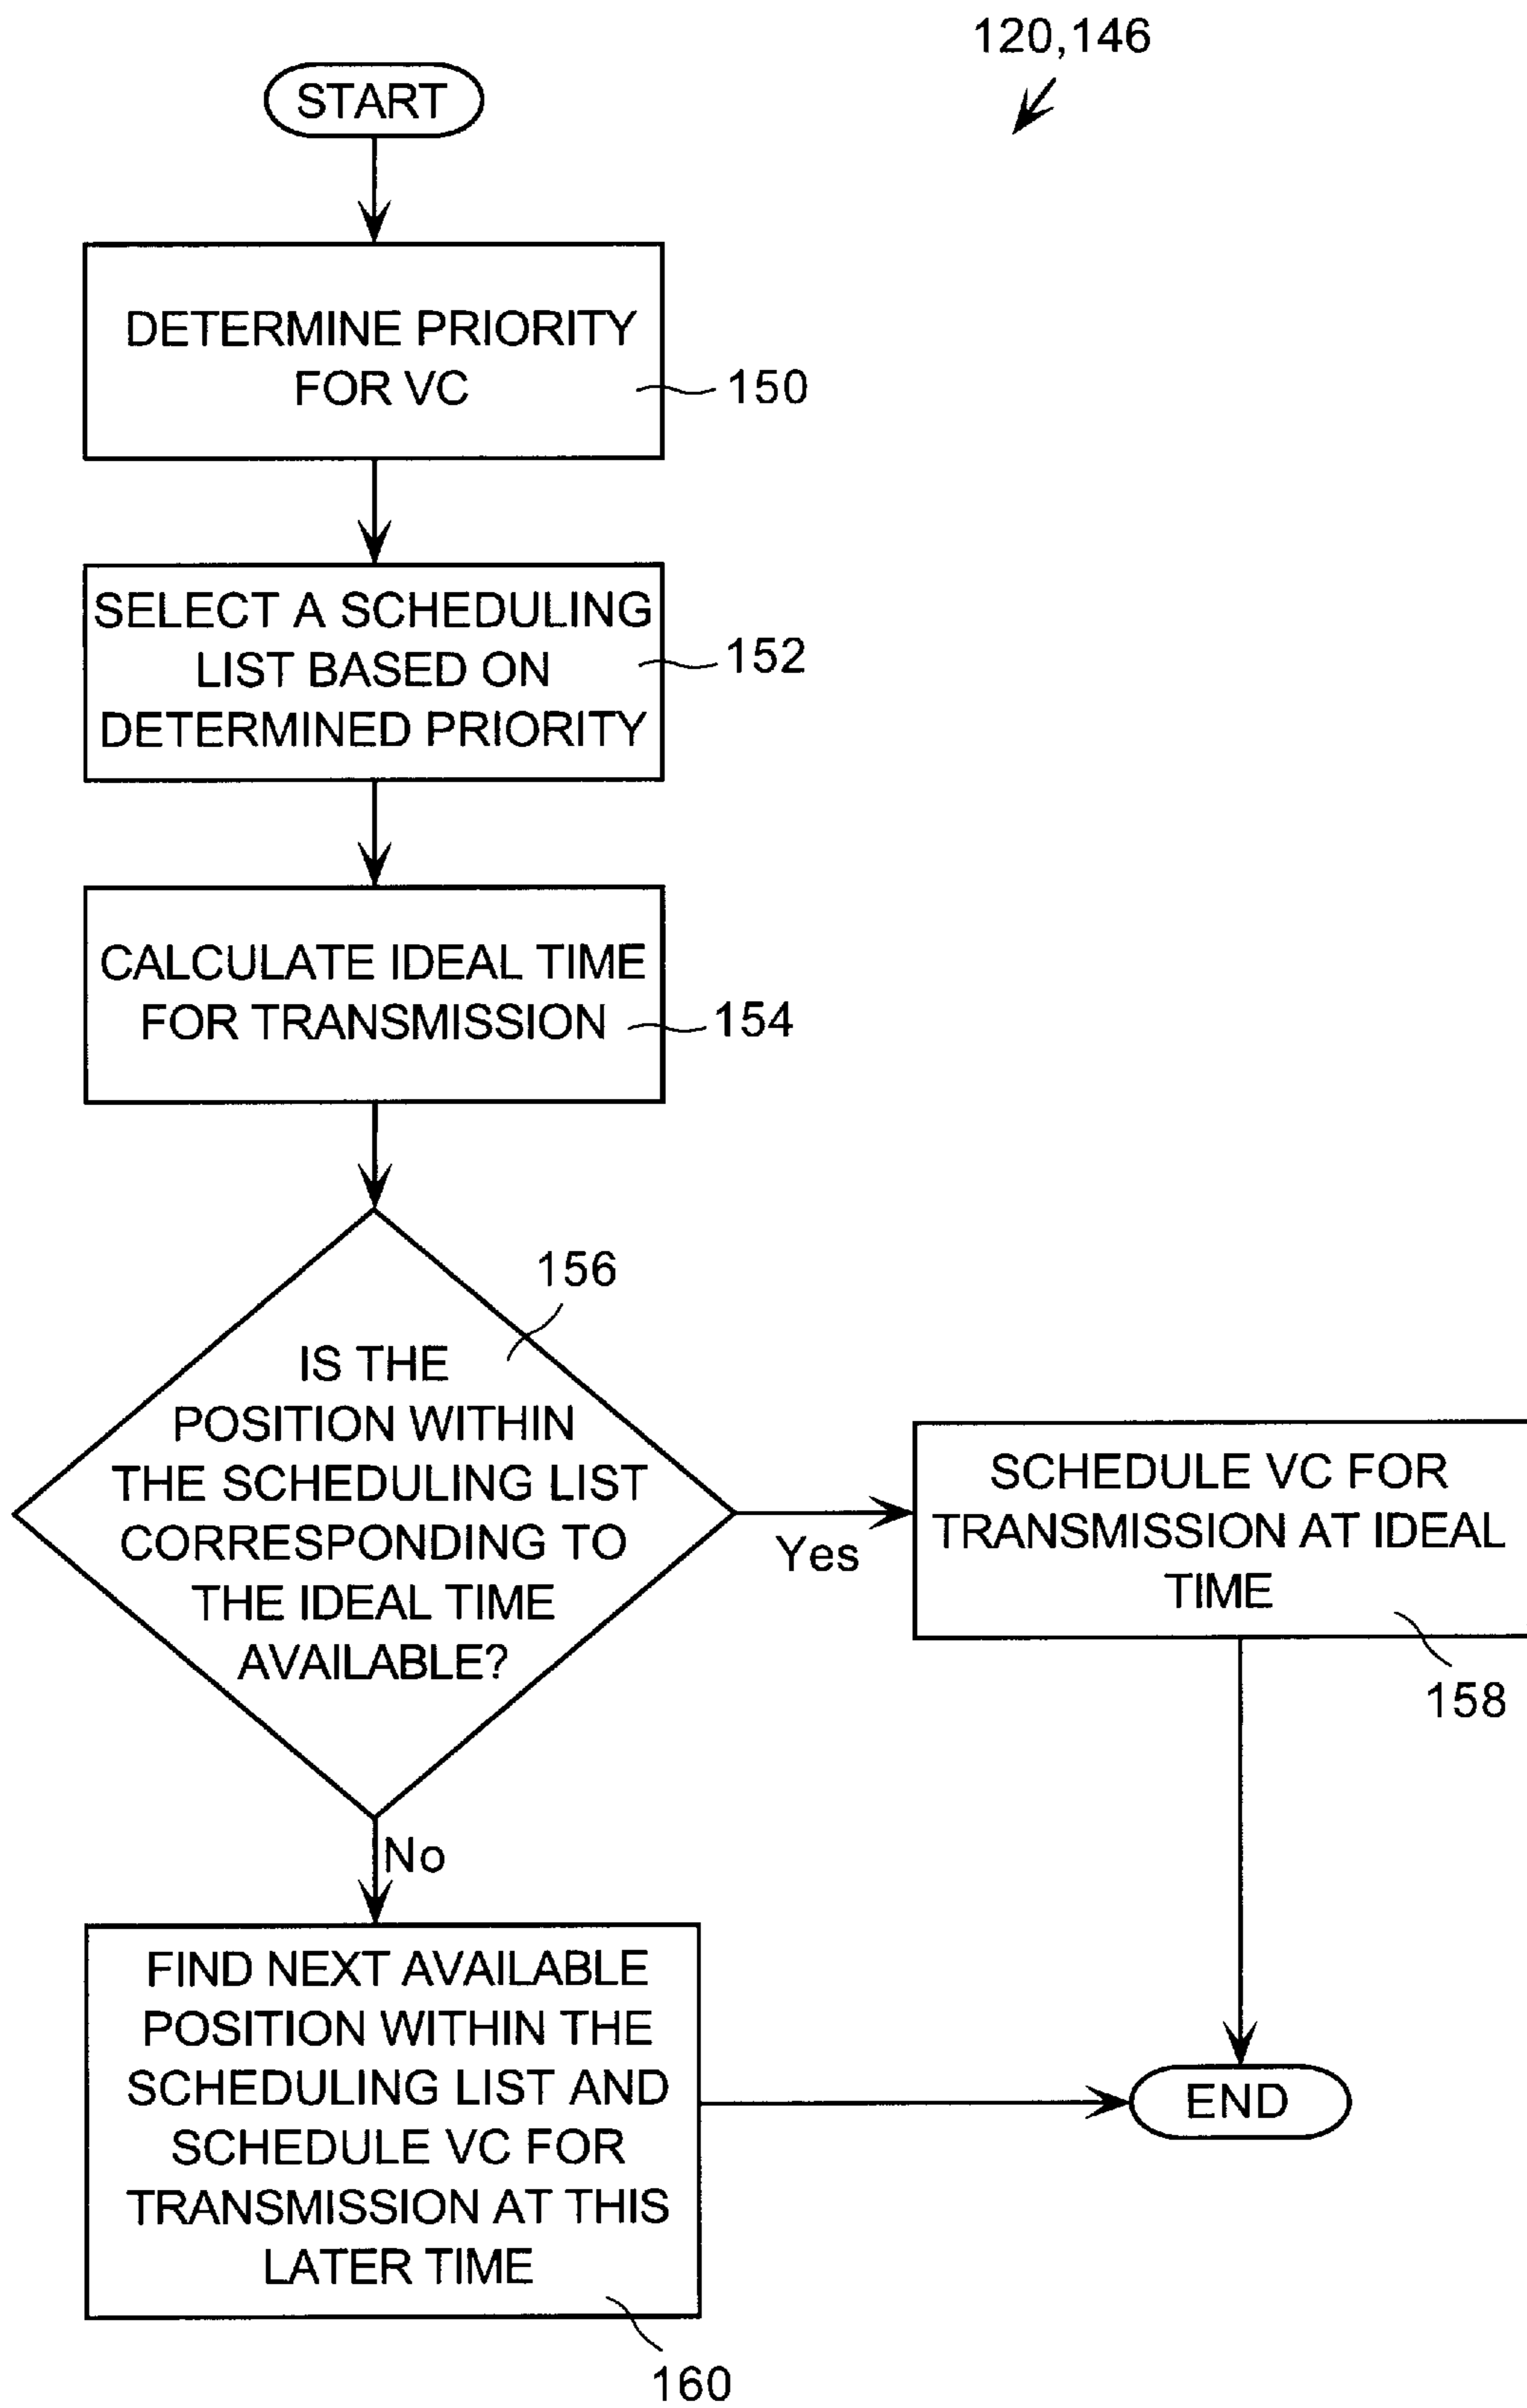 120,146
START
DETERMINE PRIORITY
FOR VC
150
SELECT A SCHEDULING
LIST BASED ON
DETERMINED PRIORITY
152
CALCULATE IDEAL TIME
FOR TRANSMISSION
154
156
IS THE
POSITION WITHIN
THE SCHEDULING LIST
CORRESPONDING TO
THE IDEAL TIME
AVAILABLE?
Yes
SCHEDULE VC FOR
TRANSMISSION AT IDEAL
TIME
158
No
FIND NEXT AVAILABLE
POSITION WITHIN THE
SCHEDULING LIST AND
SCHEDULE VC FOR
TRANSMISSION AT THIS
LATER TIME
160
END